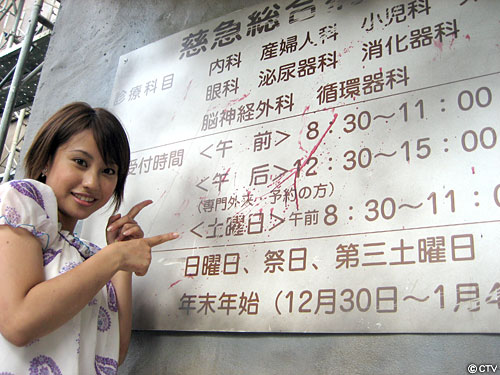 慈急総合
診療科目 内科 産婦人科 小児科
眼科 泌尿器科 消化器科
脳神経外科 循環器科
受付時間 <午 前> 8:30～11:00
<午 后> 12:30～15:00
(専門外来、予約の方)
<土曜日> 午前 8:30～11:0
日曜日、祭日、第三土曜日
年末年始 (12月30日～1月4
©CTV